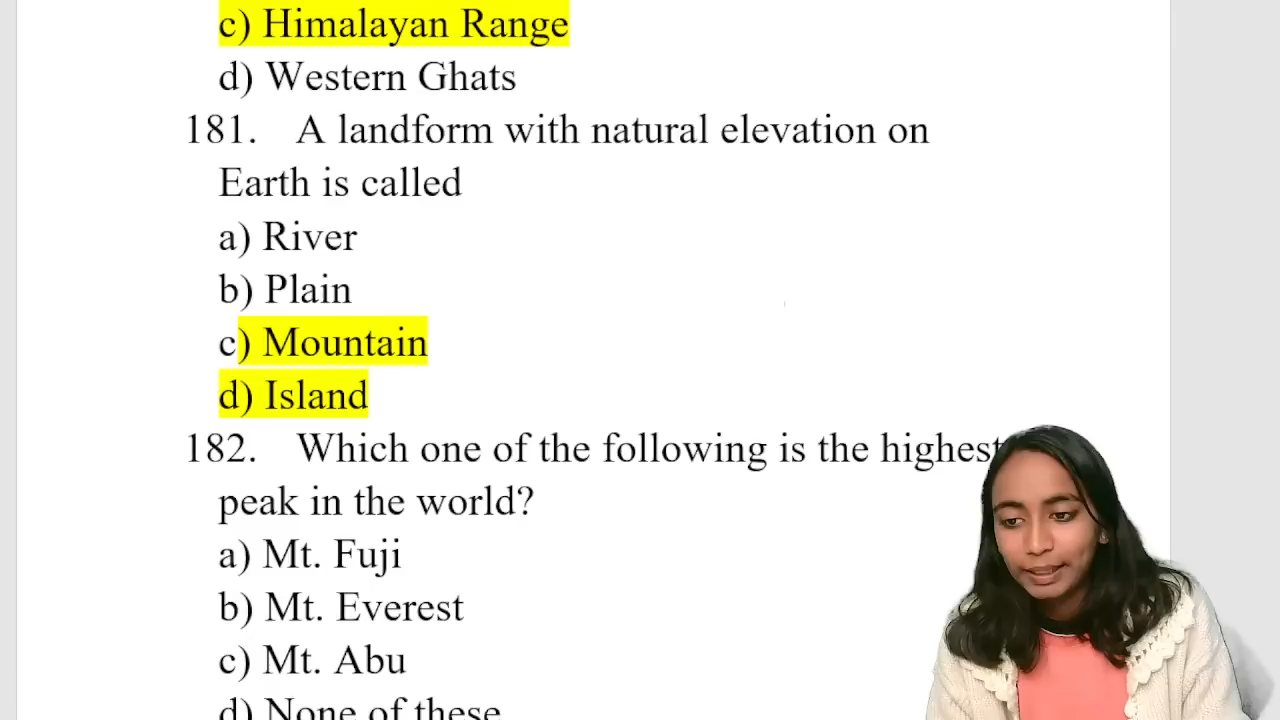 c) Himalayan Range
d) Western Ghats
181. A landform with natural elevation on
Earth is called
a) River
b) Plain
c) Mountain
d) Island
182. Which one of the following is the highest
peak in the world?
a) Mt. Fuji
b) Mt. Everest
c) Mt. Abu
d) None of these